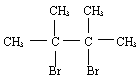 CH₃ CH₃
CH₃ — C — C — CH₃
Br Br